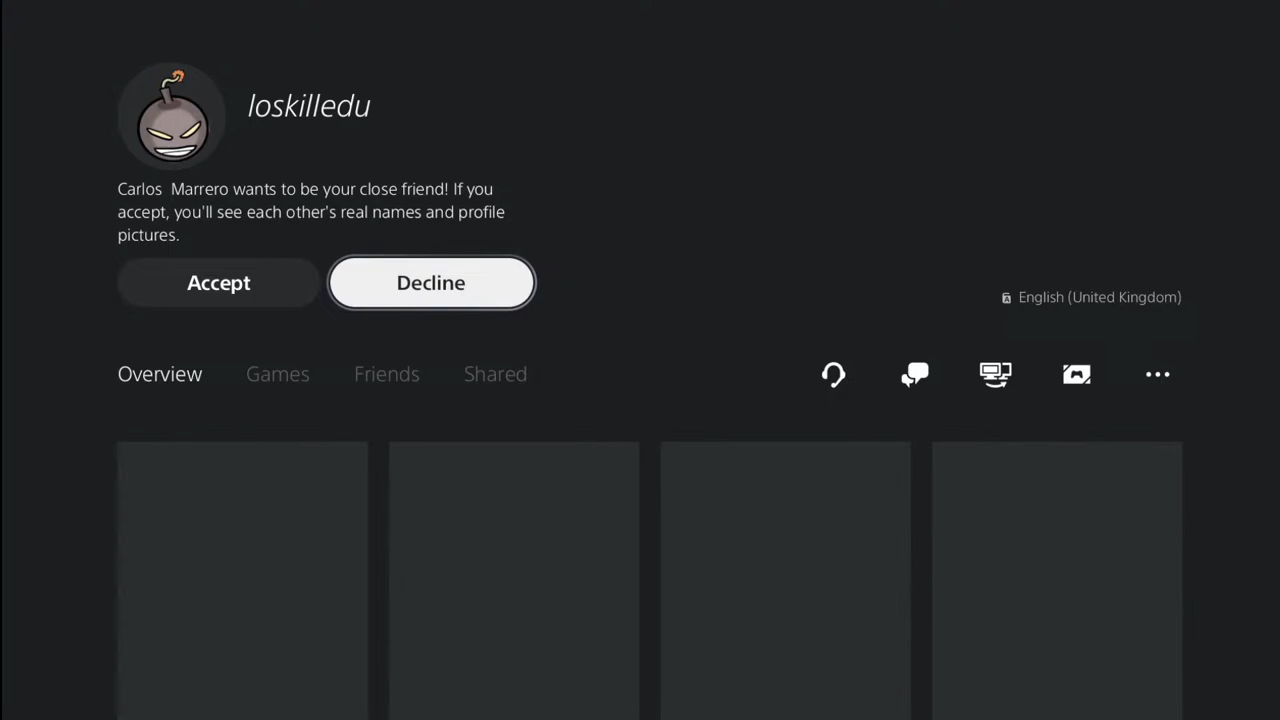 loskilledu
Carlos  Marrero wants to be your close friend! If you
accept, you'll see each other's real names and profile
pictures.
Accept
Decline
English (United Kingdom)
Overview
Games
Friends
Shared